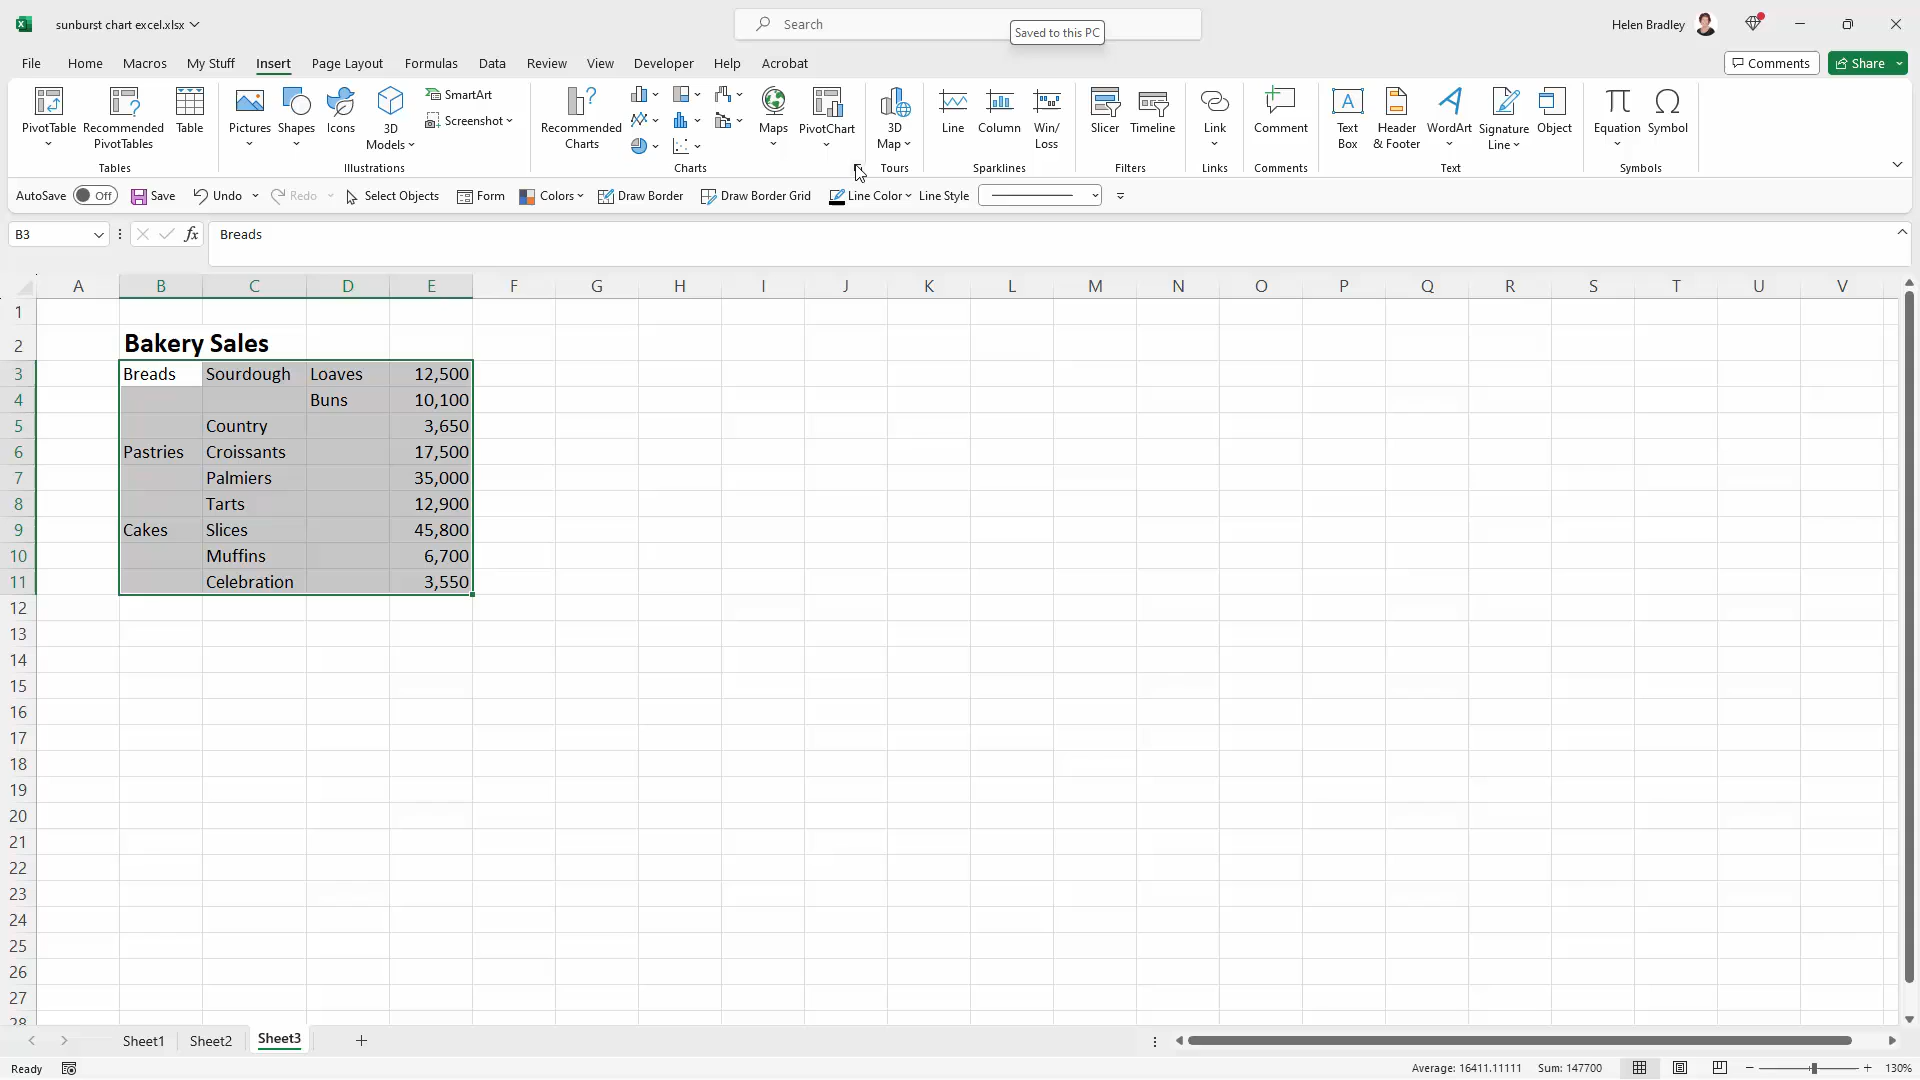 sunburst chart excel.xlsx
Search
Saved to this PC
Helen Bradley
File Home Macros My Stuff Insert Page Layout Formulas Data Review View Developer Help Acrobat
Comments Share
PivotTable
Recommended PivotTables
Table
Tables
Pictures
Shapes
Icons
3D Models
SmartArt
Screenshot
Illustrations
Recommended Charts
Maps
PivotChart
Charts
3D Map
Tours
Line
Column
Win/Loss
Sparklines
Slicer
Timeline
Filters
Link
Links
Comment
Comments
Text Box
Header & Footer
WordArt
Signature Line
Object
Text
Equation
Symbol
Symbols
AutoSave Off Save Undo Redo Select Objects Form Colors Draw Border Draw Border Grid Line Color Line Style
B3 fx Breads
A B C D E F G H I J K L M N O P Q R S T U V
1
2 Bakery Sales
3 Breads Sourdough Loaves 12,500
4 Buns 10,100
5 Country 3,650
6 Pastries Croissants 17,500
7 Palmiers 35,000
8 Tarts 12,900
9 Cakes Slices 45,800
10 Muffins 6,700
11 Celebration 3,550
12
13
14
15
16
17
18
19
20
21
22
23
24
25
26
27
28
Sheet1 Sheet2 Sheet3
Ready Average: 16411.11111 Sum: 147700 130%